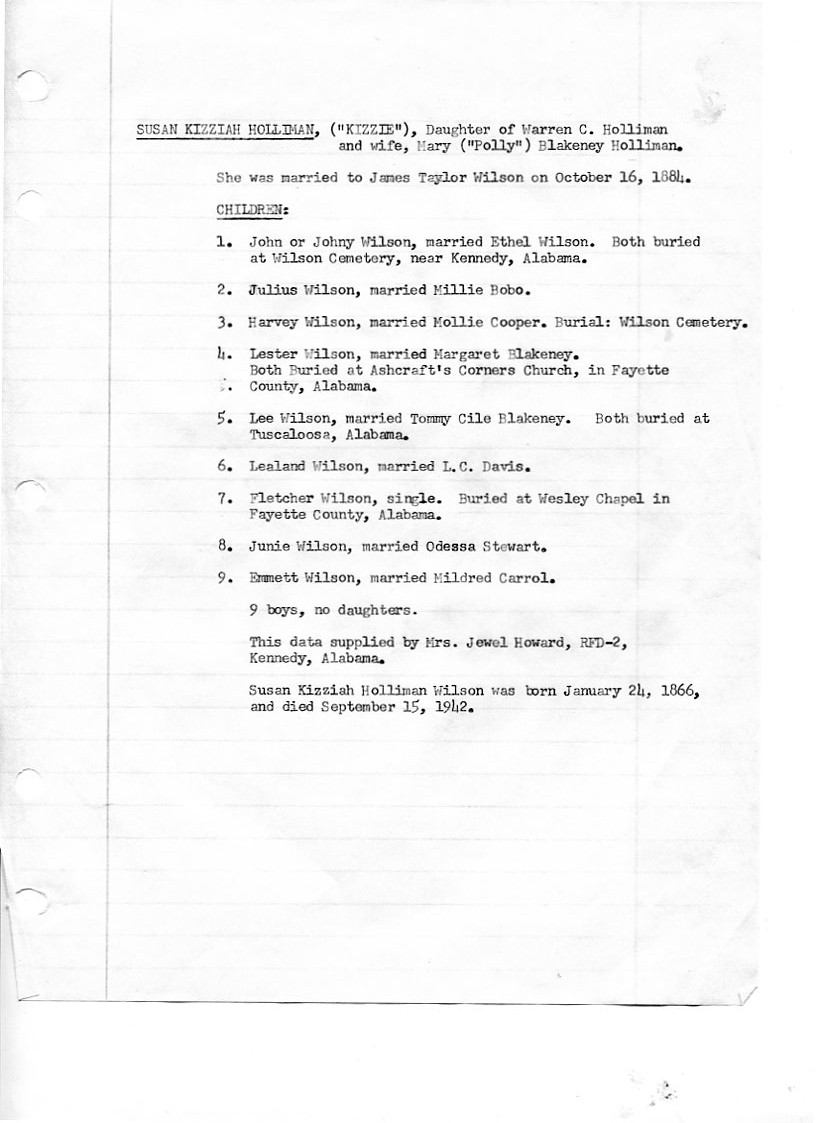 SUSAN KIZZIAH HOLLIMAN, ("KIZZIE"), Daughter of Warren C. Holliman
and wife, Mary ("Polly") Blakeney Holliman.
She was married to James Taylor Wilson on October 16, 1884.
CHILDREN:
1. John or Johny Wilson, married Ethel Wilson. Both buried
at Wilson Cemetery, near Kennedy, Alabama.
2. Julius Wilson, married Millie Bobo.
3. Harvey Wilson, married Mollie Cooper. Burial: Wilson Cemetery.
4. Lester Wilson, married Margaret Blakeney.
Both Buried at Ashcraft's Corners Church, in Fayette
. County, Alabama.
5. Lee Wilson, married Tommy Cile Blakeney. Both buried at
Tuscaloosa, Alabama.
6. Lealand Wilson, married L.C. Davis.
7. Fletcher Wilson, single. Buried at Wesley Chapel in
Fayette County, Alabama.
8. Junie Wilson, married Odessa Stewart.
9. Emmett Wilson, married Mildred Carrol.
9 boys, no daughters.
This data supplied by Mrs. Jewel Howard, RFD-2,
Kennedy, Alabama.
Susan Kizziah Holliman Wilson was born January 24, 1866,
and died September 15, 1942.